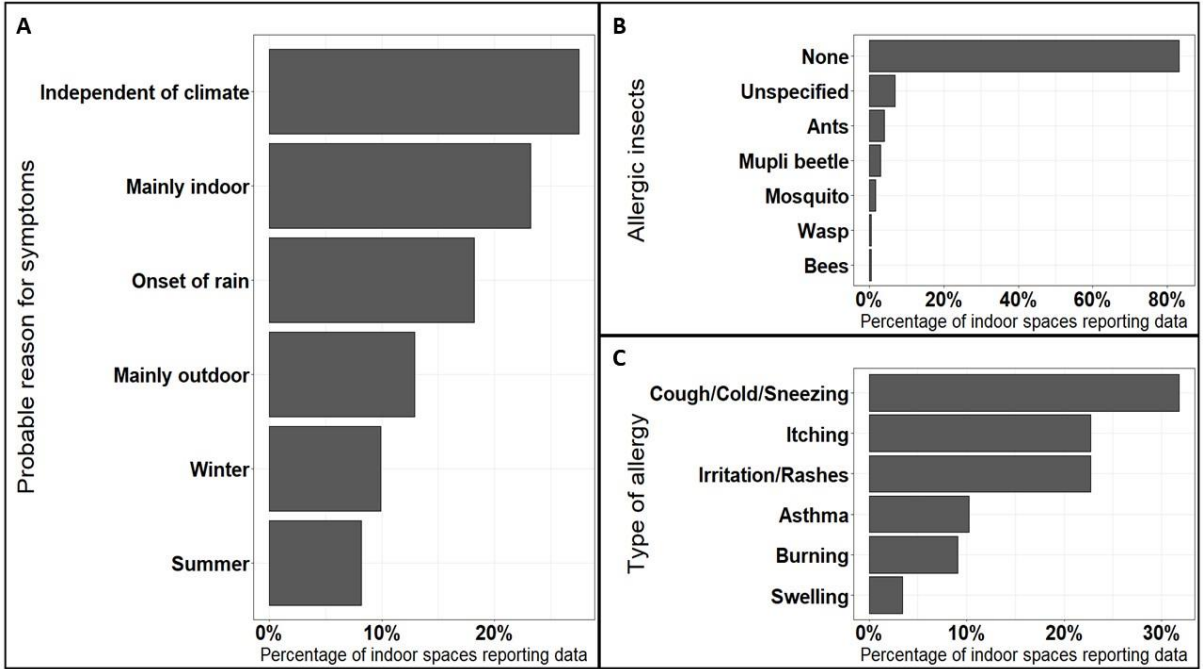 A
Probable reason for symptoms
Independent of climate
Mainly indoor
Onset of rain
Mainly outdoor
Winter
Summer
0% 10% 20%
Percentage of indoor spaces reporting data
B
Allergic insects
None
Unspecified
Ants
Mupli beetle
Mosquito
Wasp
Bees
0% 20% 40% 60% 80%
Percentage of indoor spaces reporting data
C
Type of allergy
Cough/Cold/Sneezing
Itching
Irritation/Rashes
Asthma
Burning
Swelling
0% 10% 20% 30%
Percentage of indoor spaces reporting data